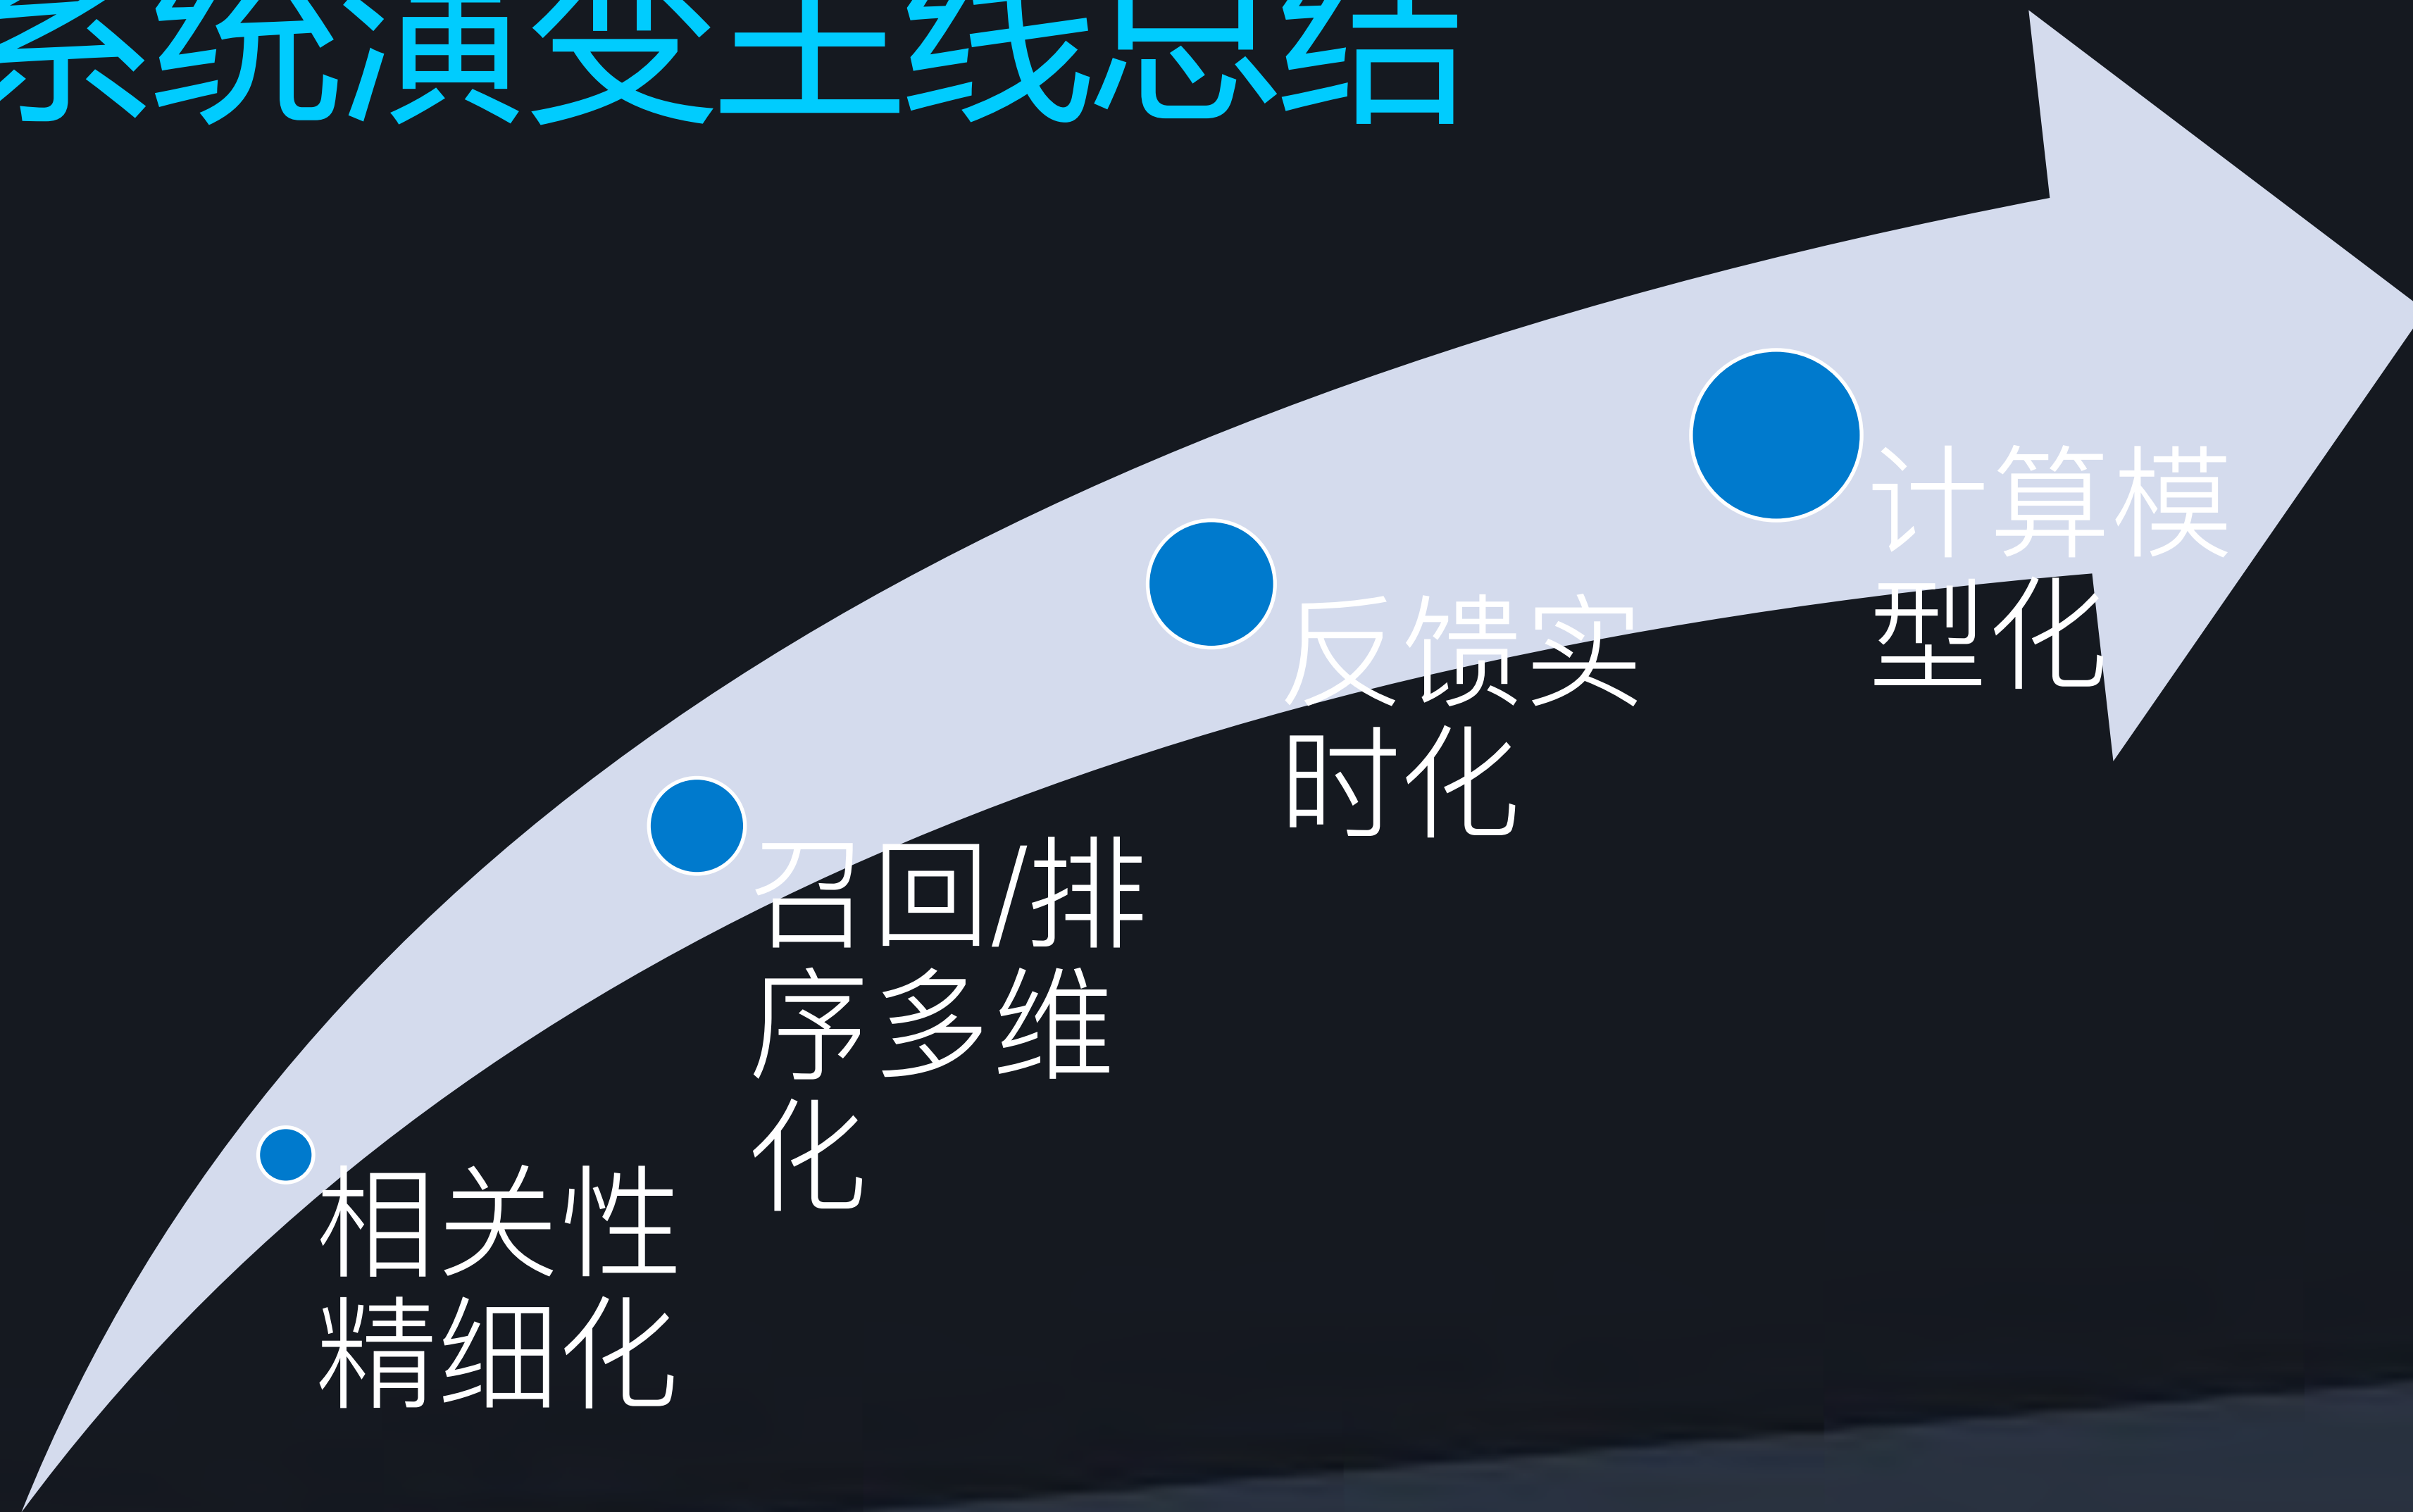 系统演变主线总结
计算模
型化
反馈实
时化
召回/排
序多维
化
相关性
精细化